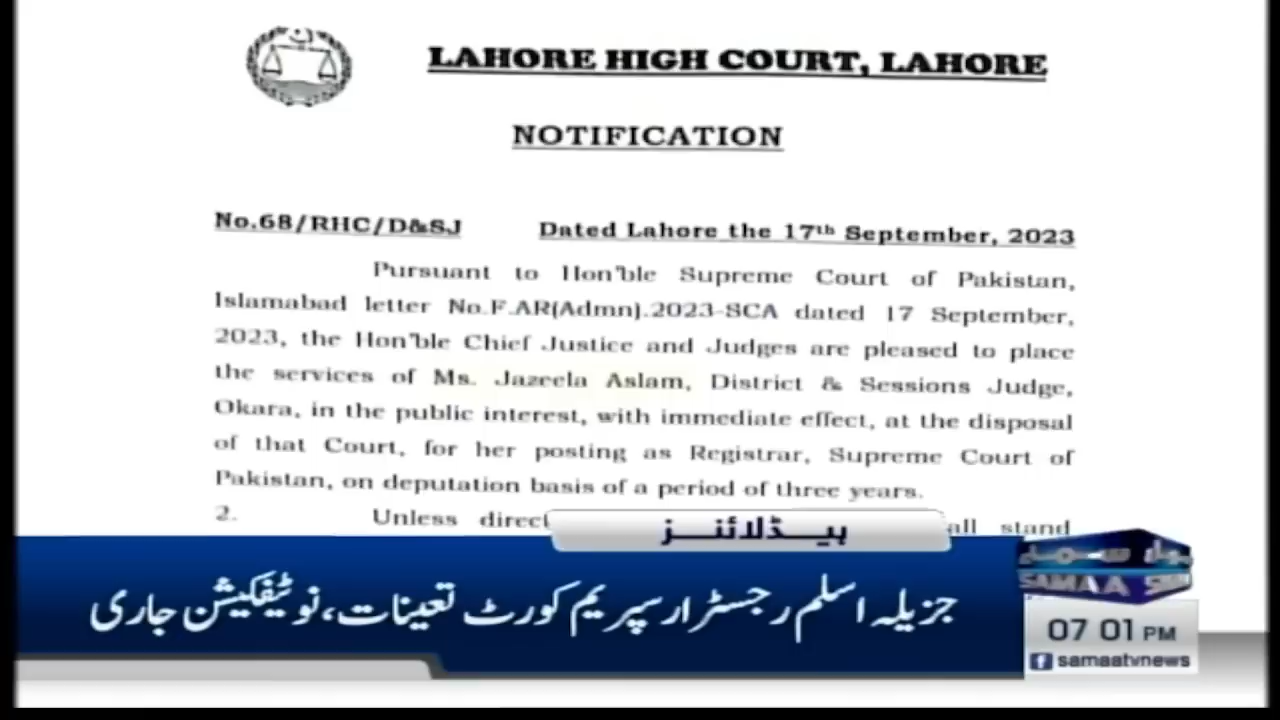 LAHORE HIGH COURT, LAHORE
NOTIFICATION
No.68/RHC/D&SJ Dated Lahore the 17th September, 2023
Pursuant to Hon'ble Supreme Court of Pakistan,
Islamabad letter No.F.AR(Admn).2023-SCA dated 17 September,
2023, the Hon'ble Chief Justice and Judges are pleased to place
the services of Ms. Jazeela Aslam, District & Sessions Judge,
Okara, in the public interest, with immediate effect, at the disposal
of that Court, for her posting as Registrar, Supreme Court of
Pakistan, on deputation basis of a period of three years.
2. Unless stand
ہیڈلائنز
جزیلہ اسلم رجسٹرار سپریم کورٹ تعینات، نوٹیفکیشن جاری
SAMAA
07 01 PM
samaatvnews